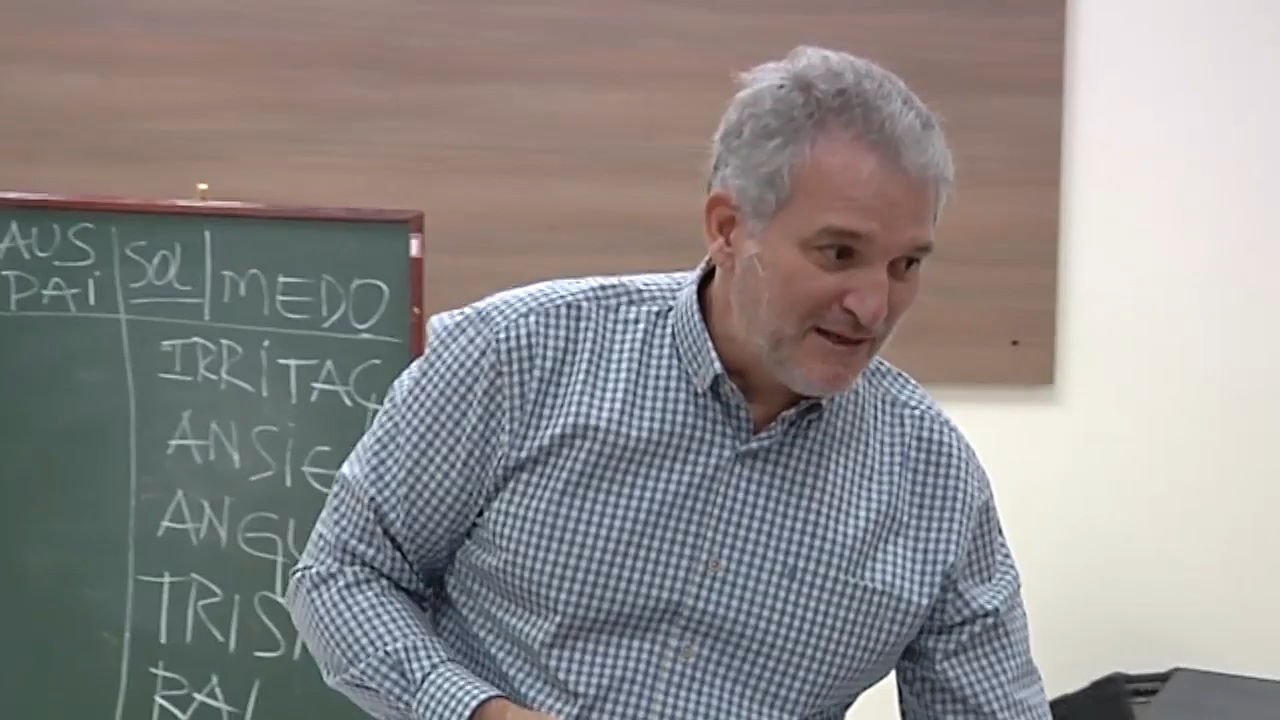 AUS
PAI
SOL
MEDO
IRRITAÇ
ANSIE
ANGU
TRIS
RAI